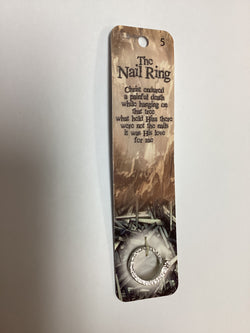 5
The
Nail Ring
Christ endured
a painful death
while hanging on
this tree
what held Him there
were not the nails
it was His love
for me